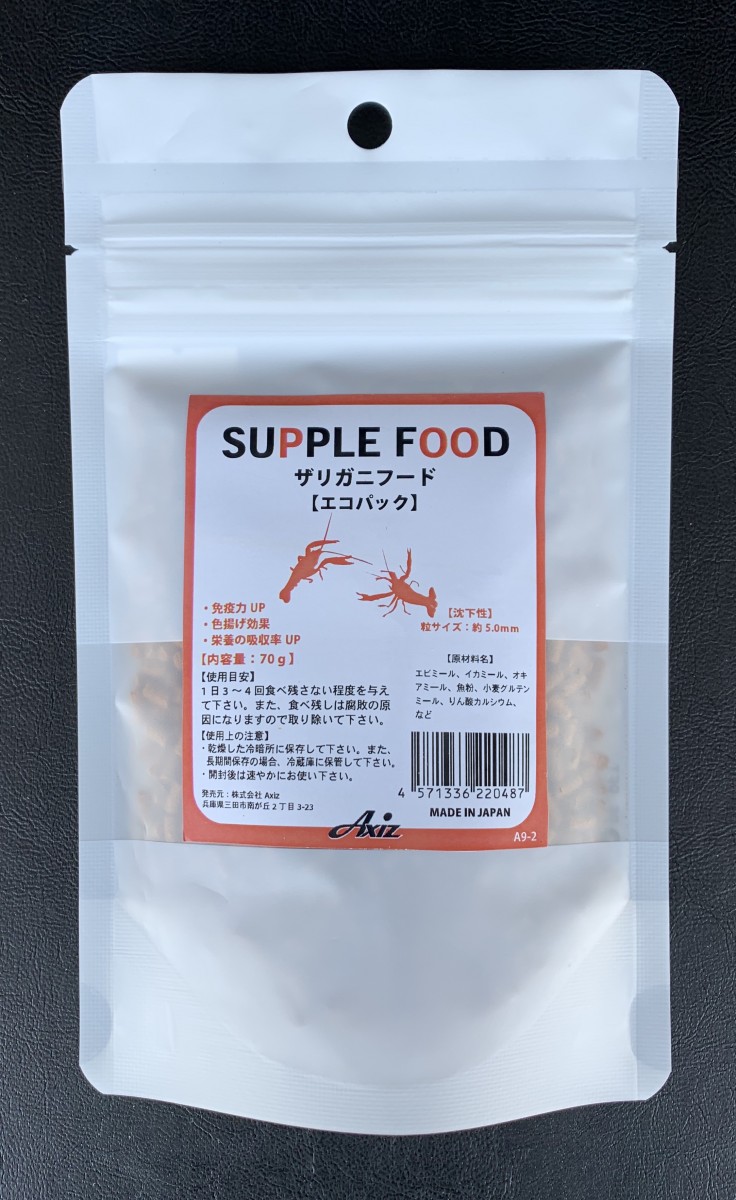 SUPPLE FOOD
ザリガニフード
【エコパック】
・免疫力 UP
・色揚げ効果
・栄養の吸収率 UP
【内容量：70ｇ】
【沈下性】
粒サイズ：約 5.0mm
【使用目安】
1日3～4回食べ残さない程度を与え
て下さい。また、食べ残しは腐敗の原
因になりますので取り除いて下さい。
【使用上の注意】
・乾燥した冷暗所に保存して下さい。また、
長期間保存の場合、冷蔵庫に保管して下さい。
・開封後は速やかにお使い下さい。
発売元：株式会社 Axiz
兵庫県三田市南が丘2丁目3-23
【原材料名】
エビミール、イカミール、オキ
アミール、魚粉、小麦グルテン
ミール、りん酸カルシウム、
など
4 571336 220487
MADE IN JAPAN
Axiz
A9-2